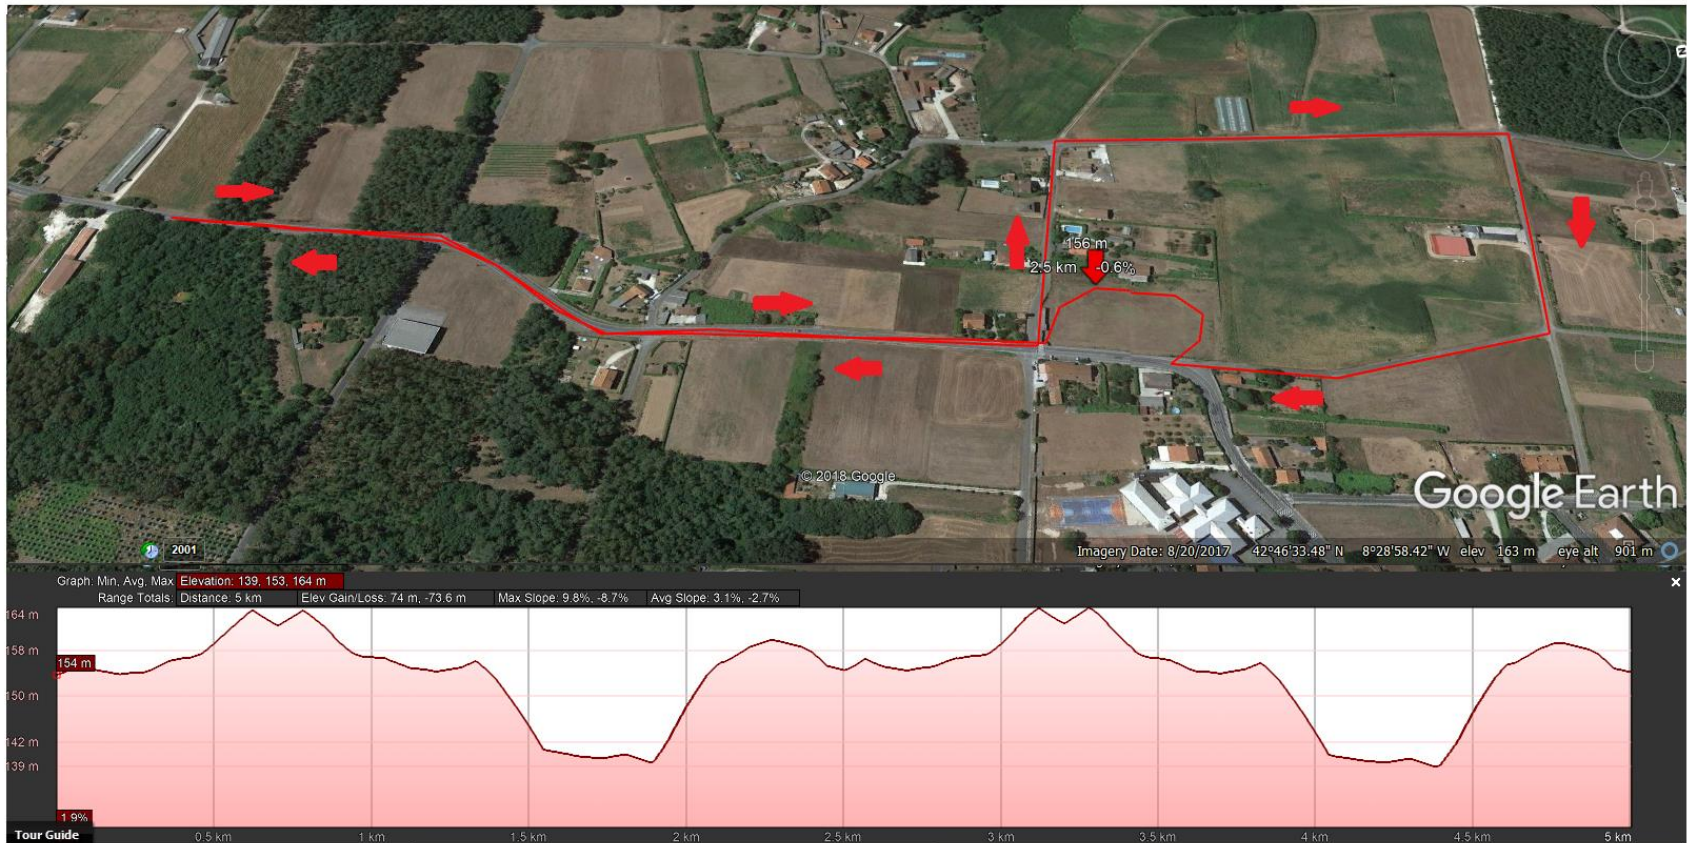 156 m
2.5 km -0.6%
© 2018 Google
Google Earth
2001
Imagery Date: 8/20/2017 42°46'33.48" N 8°28'58.42" W elev 163 m eye alt 901 m
Graph: Min, Avg, Max Elevation: 139, 153, 164 m
Range Totals: Distance: 5 km Elev Gain/Loss: 74 m, -73.6 m Max Slope: 9.8%, -8.7% Avg Slope: 3.1%, -2.7%
164 m
158 m
154 m
150 m
142 m
139 m
1.9%
Tour Guide
0.5 km 1 km 1.5 km 2 km 2.5 km 3 km 3.5 km 4 km 4.5 km 5 km